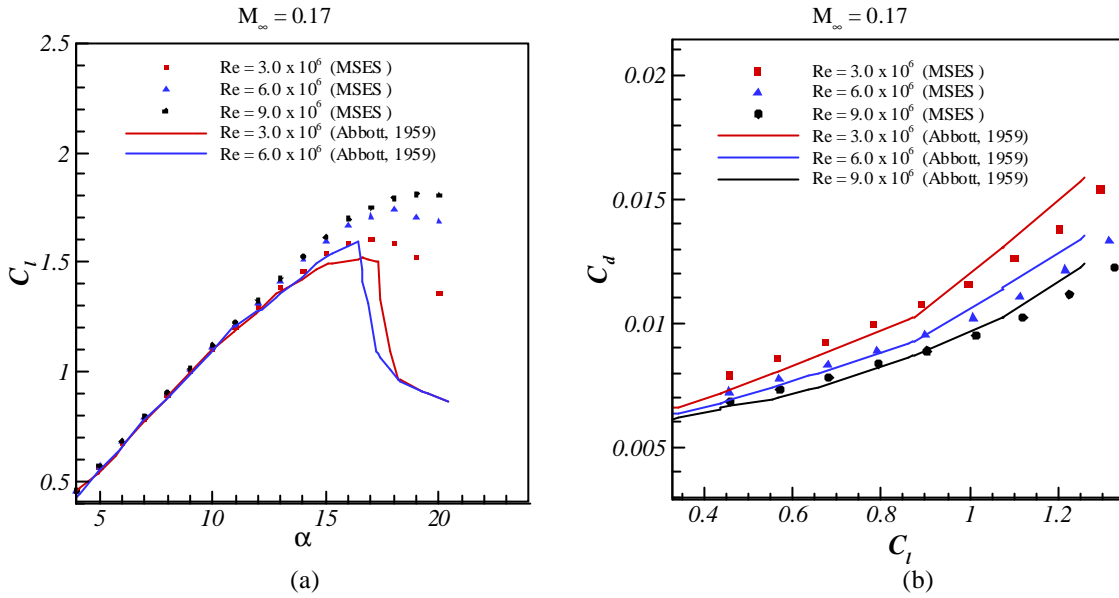 M∞ = 0.17
2.5
2
1.5
1
0.5
C_l
Re = 3.0 x 10⁶ (MSES )
Re = 6.0 x 10⁶ (MSES )
Re = 9.0 x 10⁶ (MSES )
Re = 3.0 x 10⁶ (Abbott, 1959)
Re = 6.0 x 10⁶ (Abbott, 1959)
5 10 15 20
α
(a)
M∞ = 0.17
0.02
0.015
0.01
0.005
C_d
Re = 3.0 x 10⁶ (MSES )
Re = 6.0 x 10⁶ (MSES )
Re = 9.0 x 10⁶ (MSES )
Re = 3.0 x 10⁶ (Abbott, 1959)
Re = 6.0 x 10⁶ (Abbott, 1959)
Re = 9.0 x 10⁶ (Abbott, 1959)
0.4 0.6 0.8 1 1.2
C_l
(b)